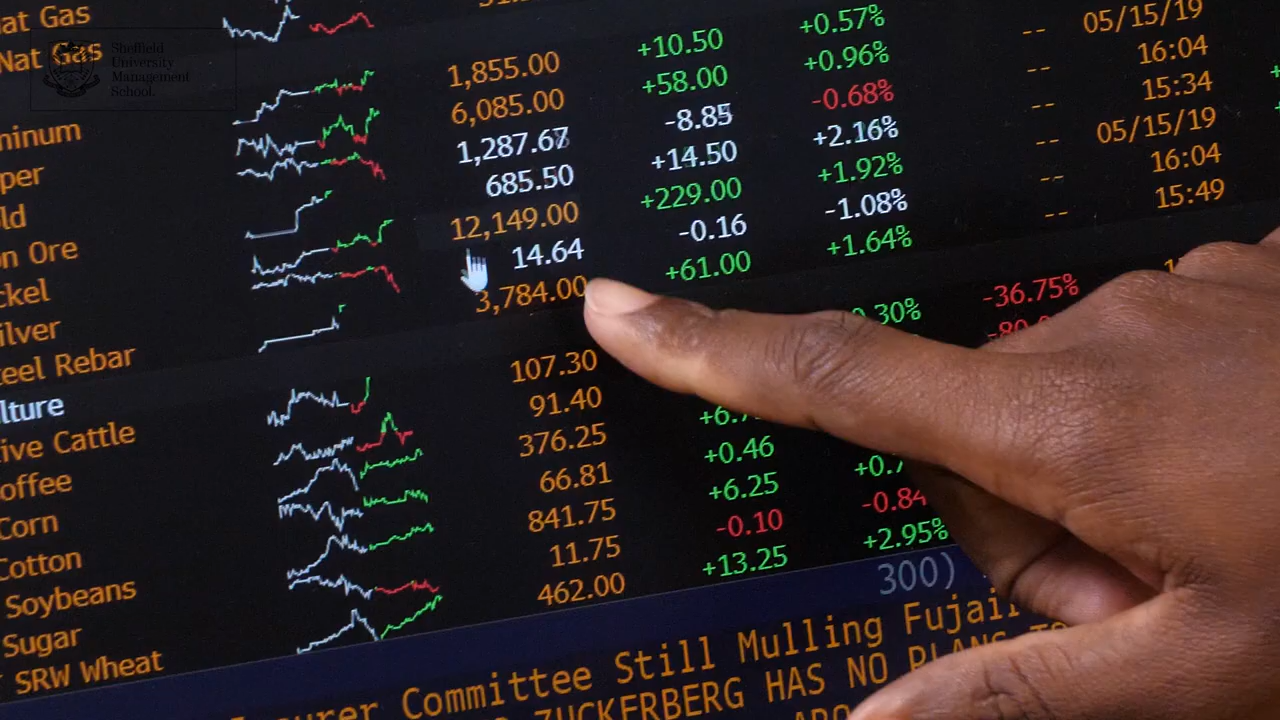 at Gas
Nat Gas
Sheffield
University
Management
School.
+0.57%
05/15/19
1,855.00 +10.50 +0.96% -- 16:04
minum 6,085.00 +58.00 -0.68% -- 15:34
per 1,287.67 -8.85 +2.16% -- 05/15/19
ld 685.50 +14.50 +1.92% -- 16:04
n Ore 12,149.00 +229.00 -1.08% -- 15:49
ckel 14.64 -0.16 +1.64% --
ilver 3,784.00 +61.00
eel Rebar
lture 107.30 0.30% -36.75%
ive Cattle 91.40
offee 376.25
Corn 66.81 +0.46
Cotton 841.75 +6.25 -0.84
Soybeans 11.75 -0.10 +2.95%
Sugar 462.00 +13.25
SRW Wheat
300)
Committee Still Mulling Fujair
ZUCKERBERG HAS NO PLANS TO